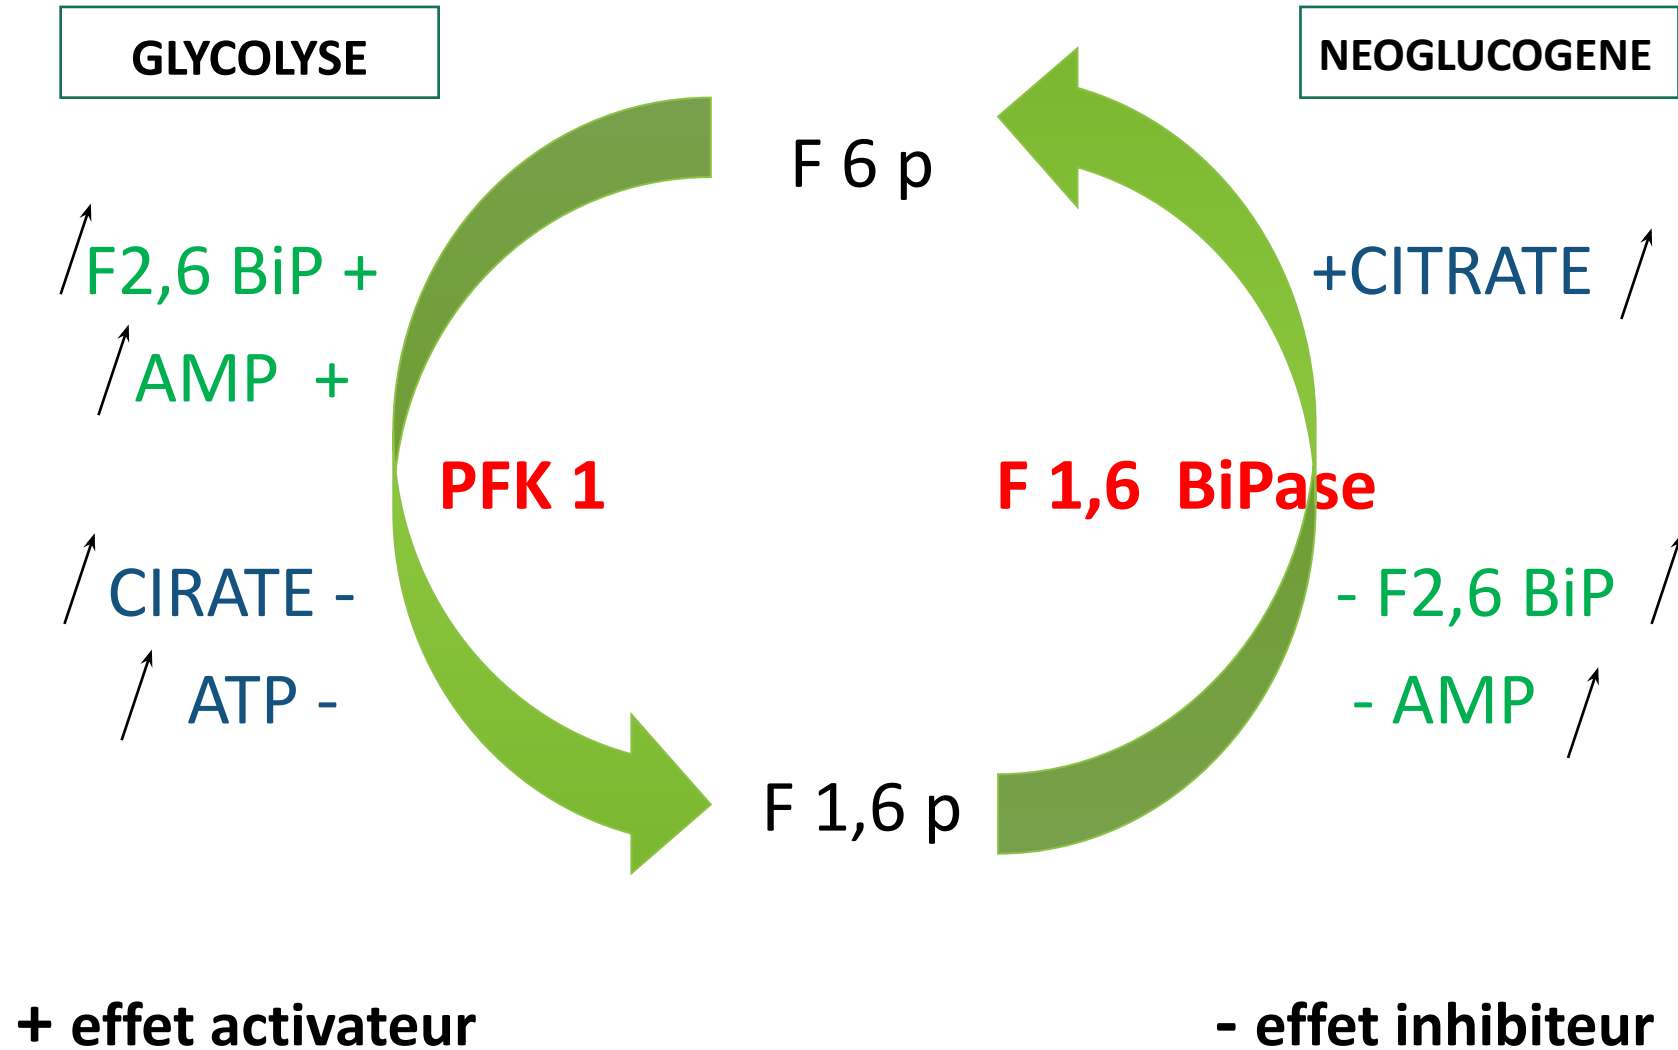 GLYCOLYSE
NEOGLUCOGENE
F 6 p
F2,6 BiP +
+CITRATE
AMP +
PFK 1
F 1,6 BiPase
CIRATE -
- F2,6 BiP
ATP -
- AMP
F 1,6 p
+ effet activateur
- effet inhibiteur